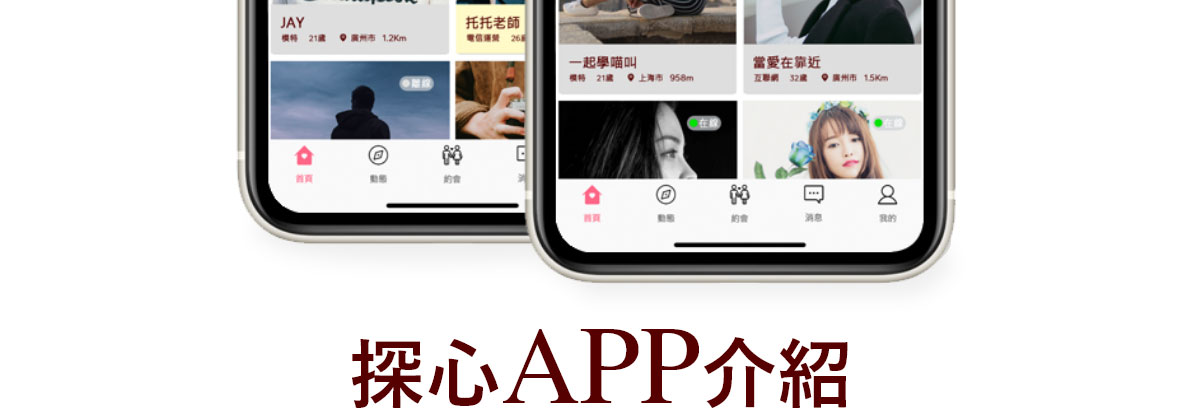 JAY
模特 21歲 廣州市 1.2Km
托托老師
電信運營 26歲
離線
首頁 動態 約會
一起學喵叫
模特 21歲 上海市 958m
當愛在靠近
互聯網 32歲 廣州市 1.5Km
在線
在線
首頁 動態 約會 消息 我的
探心APP介紹